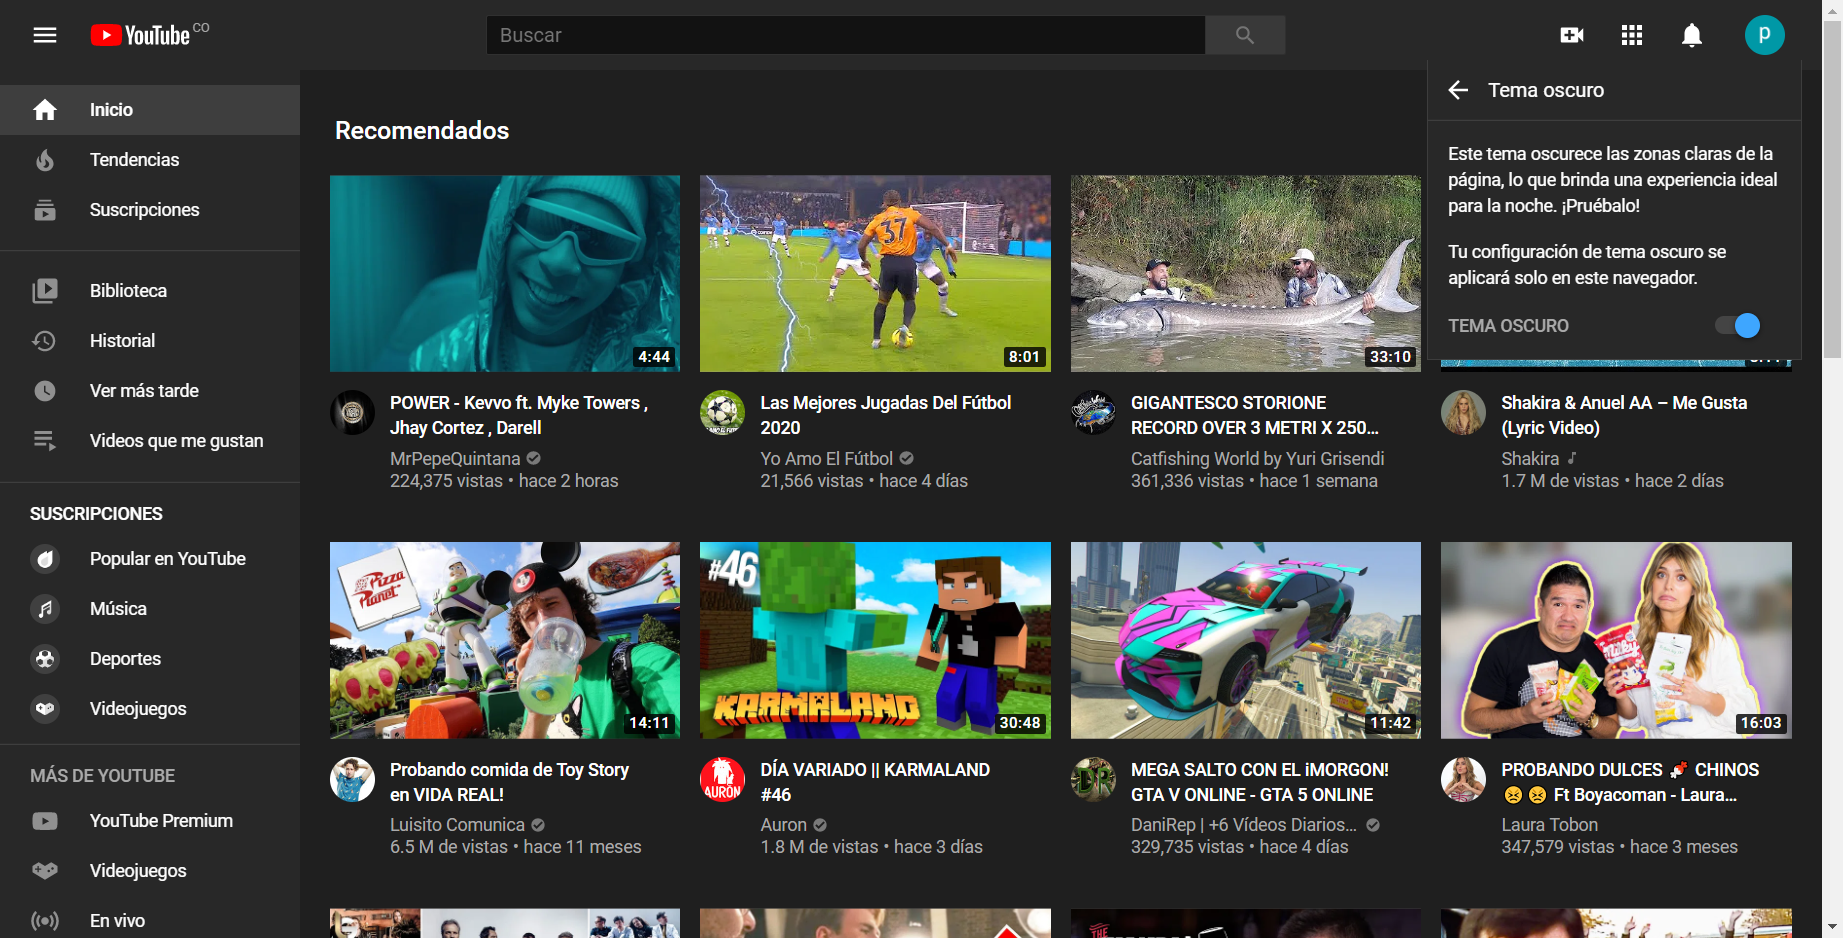 YouTube CO
Buscar
P
Tema oscuro
Este tema oscurece las zonas claras de la
página, lo que brinda una experiencia ideal
para la noche. ¡Pruébalo!
Tu configuración de tema oscuro se
aplicará solo en este navegador.
TEMA OSCURO
Inicio
Tendencias
Suscripciones
Biblioteca
Historial
Ver más tarde
Videos que me gustan
SUSCRIPCIONES
Popular en YouTube
Música
Deportes
Videojuegos
MÁS DE YOUTUBE
YouTube Premium
Videojuegos
En vivo
Recomendados
4:44
POWER - Kevvo ft. Myke Towers ,
Jhay Cortez , Darell
MrPepeQuintana
224,375 vistas • hace 2 horas
37
8:01
Las Mejores Jugadas Del Fútbol
2020
Yo Amo El Fútbol
21,566 vistas • hace 4 días
33:10
GIGANTESCO STORIONE
RECORD OVER 3 METRI X 250...
Catfishing World by Yuri Grisendi
361,336 vistas • hace 1 semana
Shakira & Anuel AA – Me Gusta
(Lyric Video)
Shakira
1.7 M de vistas • hace 2 días
Pizza
Planet
14:11
Probando comida de Toy Story
en VIDA REAL!
Luisito Comunica
6.5 M de vistas • hace 11 meses
#46
KARMALAND
30:48
AURÓN
DÍA VARIADO || KARMALAND
#46
Auron
1.8 M de vistas • hace 3 días
11:42
DR
MEGA SALTO CON EL iMORGON!
GTA V ONLINE - GTA 5 ONLINE
DaniRep | +6 Vídeos Diarios...
329,735 vistas • hace 4 días
Milky
16:03
PROBANDO DULCES 🍬 CHINOS
😣 😣 Ft Boyacoman - Laura...
Laura Tobon
347,579 vistas • hace 3 meses
THE